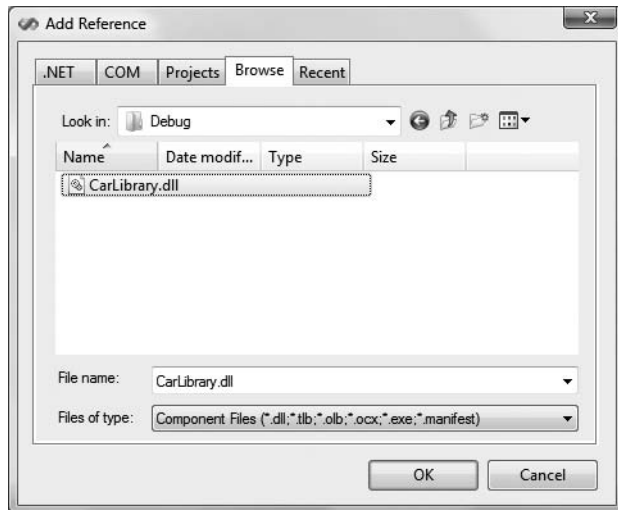 Add Reference
.NET COM Projects Browse Recent
Look in: Debug
Name Date modif... Type Size
CarLibrary.dll
File name: CarLibrary.dll
Files of type: Component Files (*.dll;*.tlb;*.olb;*.ocx;*.exe;*.manifest)
OK Cancel